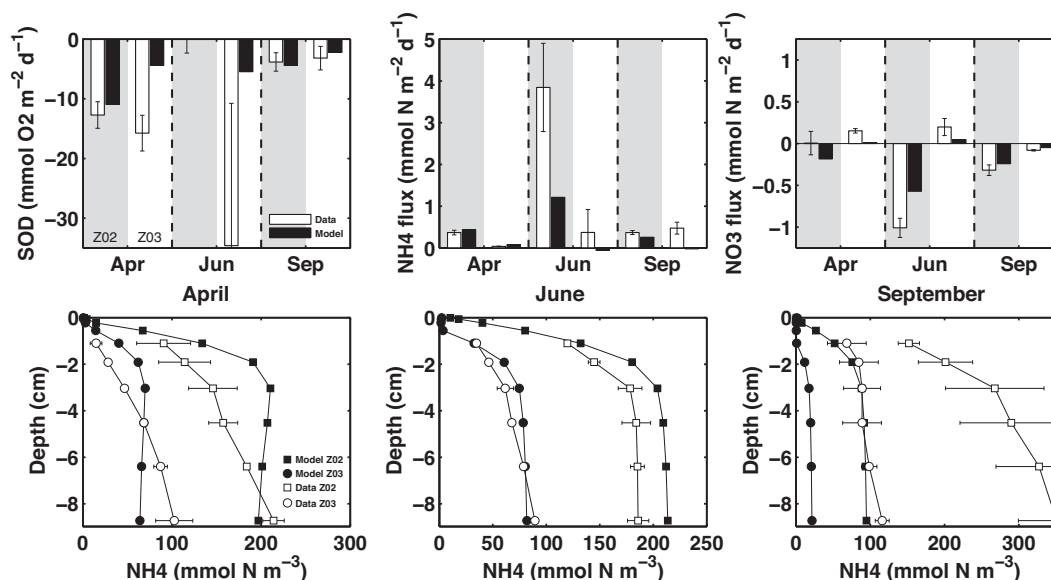 SOD (mmol O2 m−2 d−1)
0
−10
−20
−30
Z02
Z03
Data
Model
Apr
Jun
Sep
NH4 flux (mmol N m−2 d−1)
5
4
3
2
1
0
Apr
Jun
Sep
NO3 flux (mmol N m−2 d−1)
1
0.5
0
−0.5
−1
Apr
Jun
Sep
April
Depth (cm)
0
−2
−4
−6
−8
Model Z02
Model Z03
Data Z02
Data Z03
0
100
200
300
NH4 (mmol N m−3)
June
Depth (cm)
0
−2
−4
−6
−8
0
50
100
150
200
250
NH4 (mmol N m−3)
September
Depth (cm)
0
−2
−4
−6
−8
0
100
200
300
NH4 (mmol N m−3)